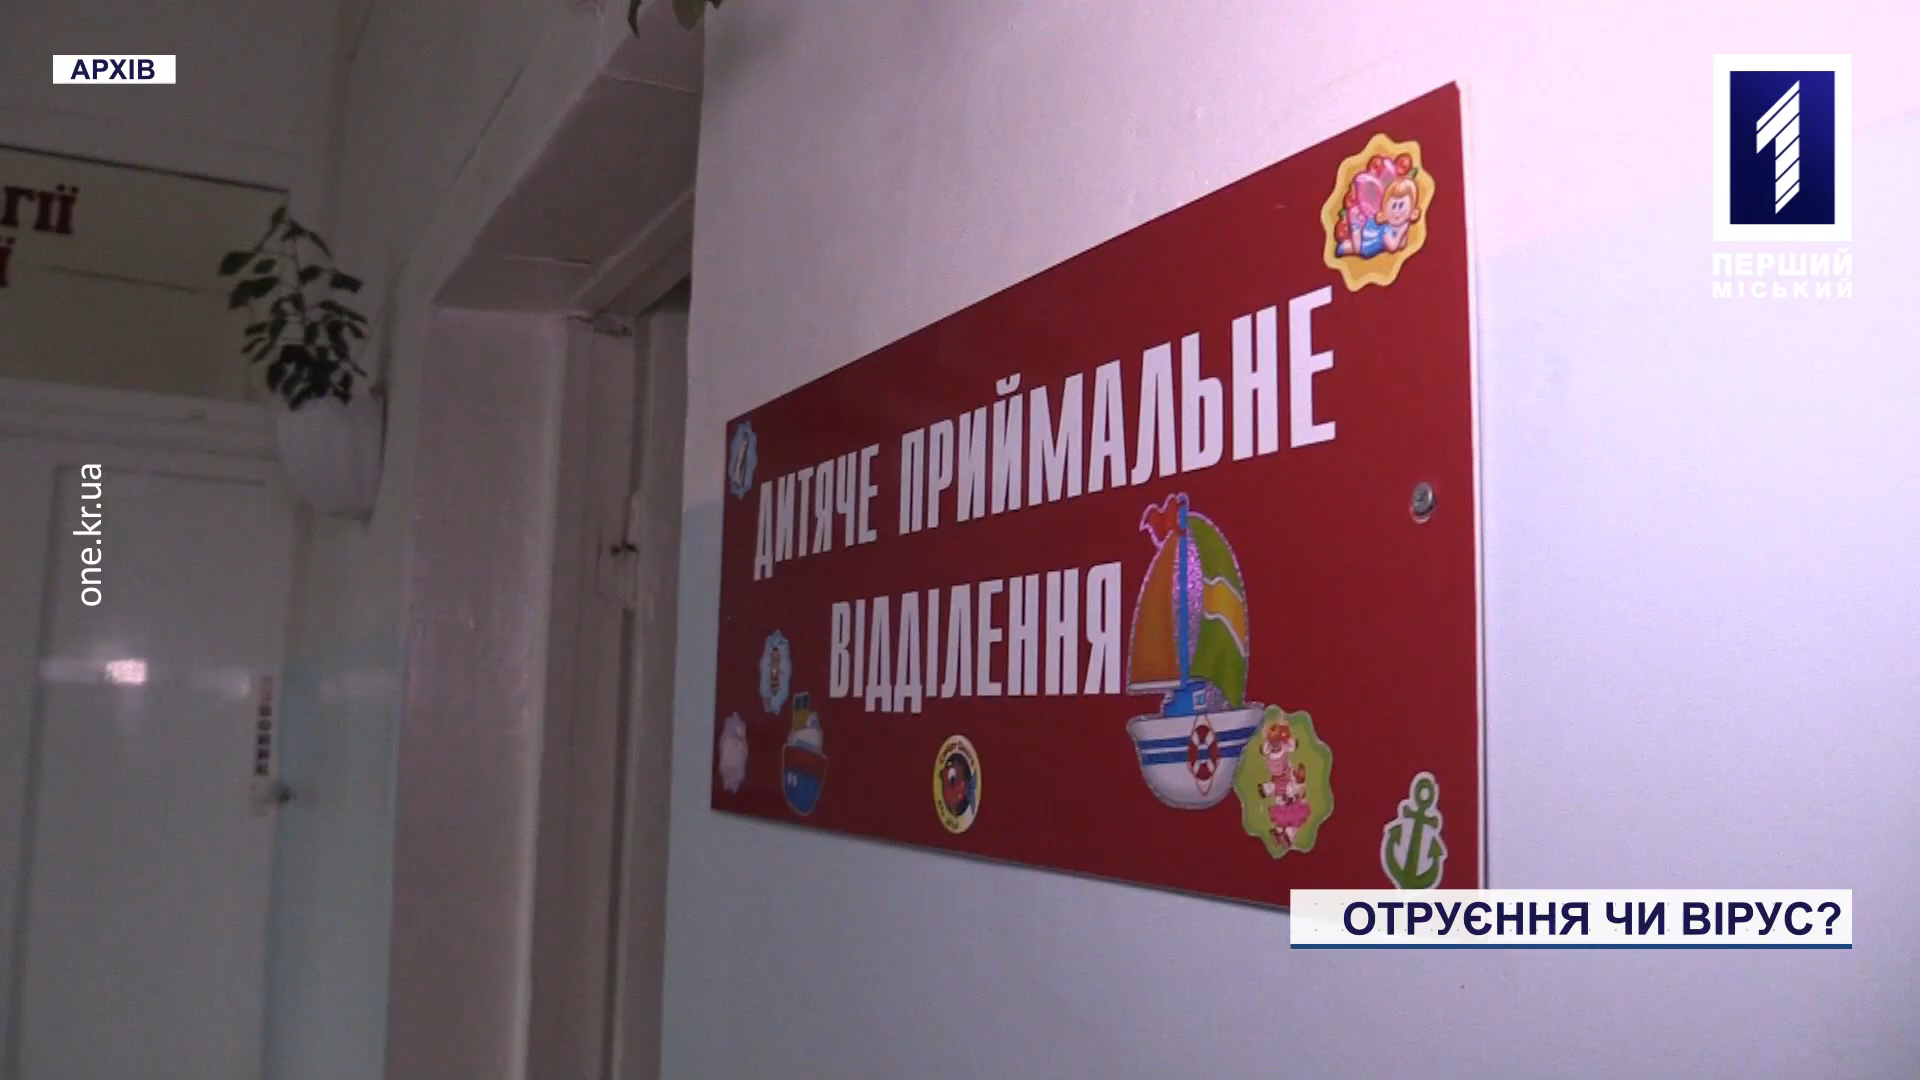 АРХІВ
ПЕРШИЙ
МІСЬКИЙ
one.kr.ua
ДИТЯЧЕ ПРИЙМАЛЬНЕ
ВІДДІЛЕННЯ
ОТРУЄННЯ ЧИ ВІРУС?